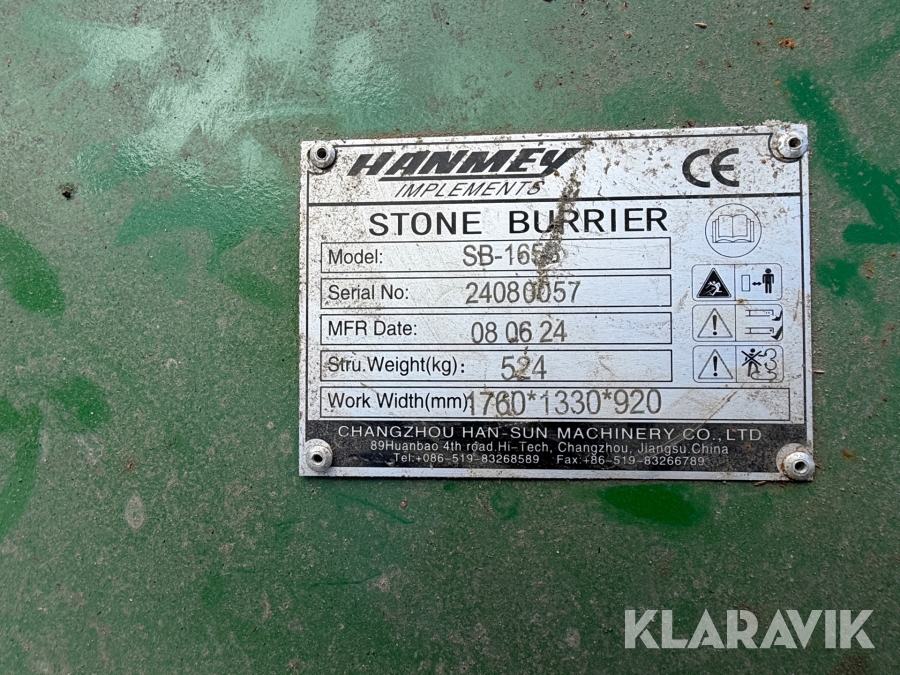 HANMEY
IMPLEMENTS
CE
STONE BURRIER
Model:
Serial No: 24080057
MFR Date: 08 06 24
Stru.Weight(kg): 524
Work Width(mm) 1760*1330*920
CHANGZHOU HAN-SUN MACHINERY CO., LTD
89Huanbao 4th road.Hi-Tech, Changzhou, Jiangsu.China
Tel:+086-519-83268589 Fax:+86-519-83266789
KLARAVIK